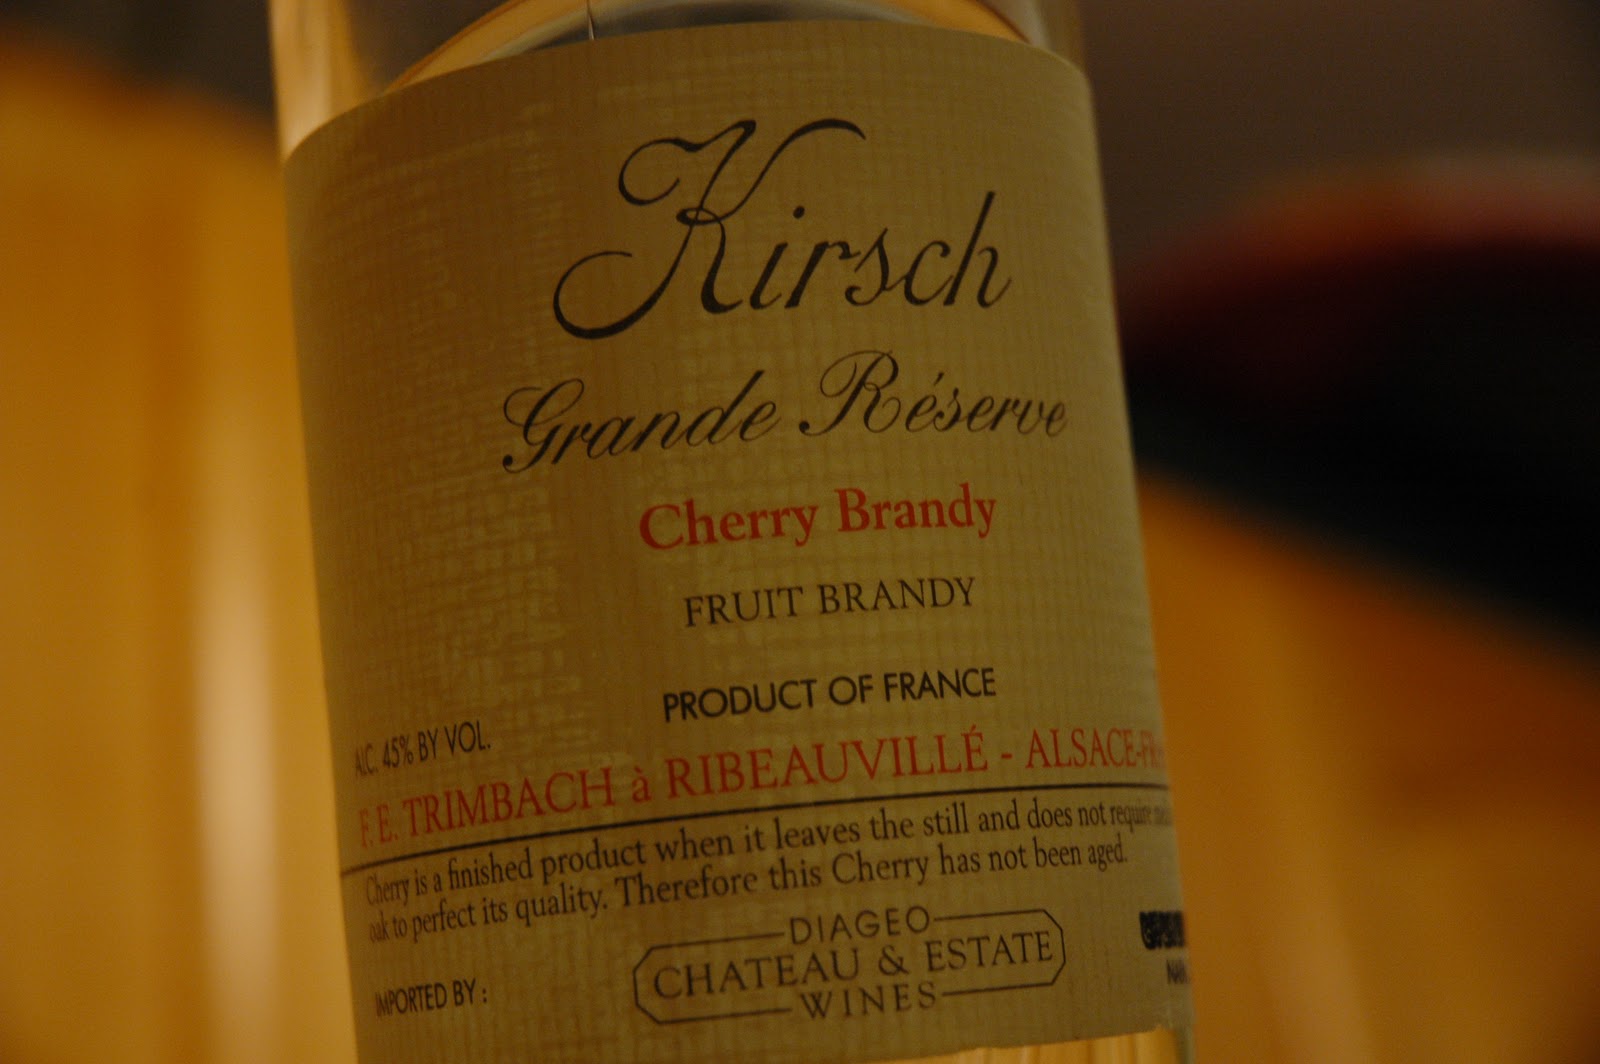 Kirsch
Grande Réserve
Cherry Brandy
FRUIT BRANDY
PRODUCT OF FRANCE
ALC. 45% BY VOL.
F. E. TRIMBACH à RIBEAUVILLÉ - ALSACE-
Cherry is a finished product when it leaves the still and does not require
oak to perfect its quality. Therefore this Cherry has not been aged.
IMPORTED BY :
DIAGEO
CHATEAU & ESTATE
WINES